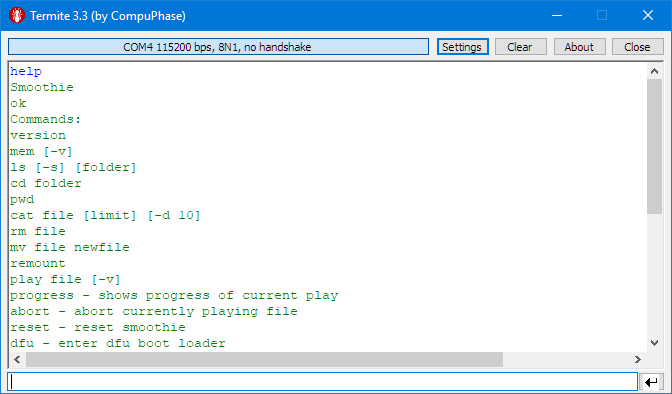 Termite 3.3 (by CompuPhase)
COM4 115200 bps, 8N1, no handshake
Settings
Clear
About
Close
help
Smoothie
ok
Commands:
version
mem [-v]
ls [-s] [folder]
cd folder
pwd
cat file [limit] [-d 10]
rm file
mv file newfile
remount
play file [-v]
progress - shows progress of current play
abort - abort currently playing file
reset - reset smoothie
dfu - enter dfu boot loader